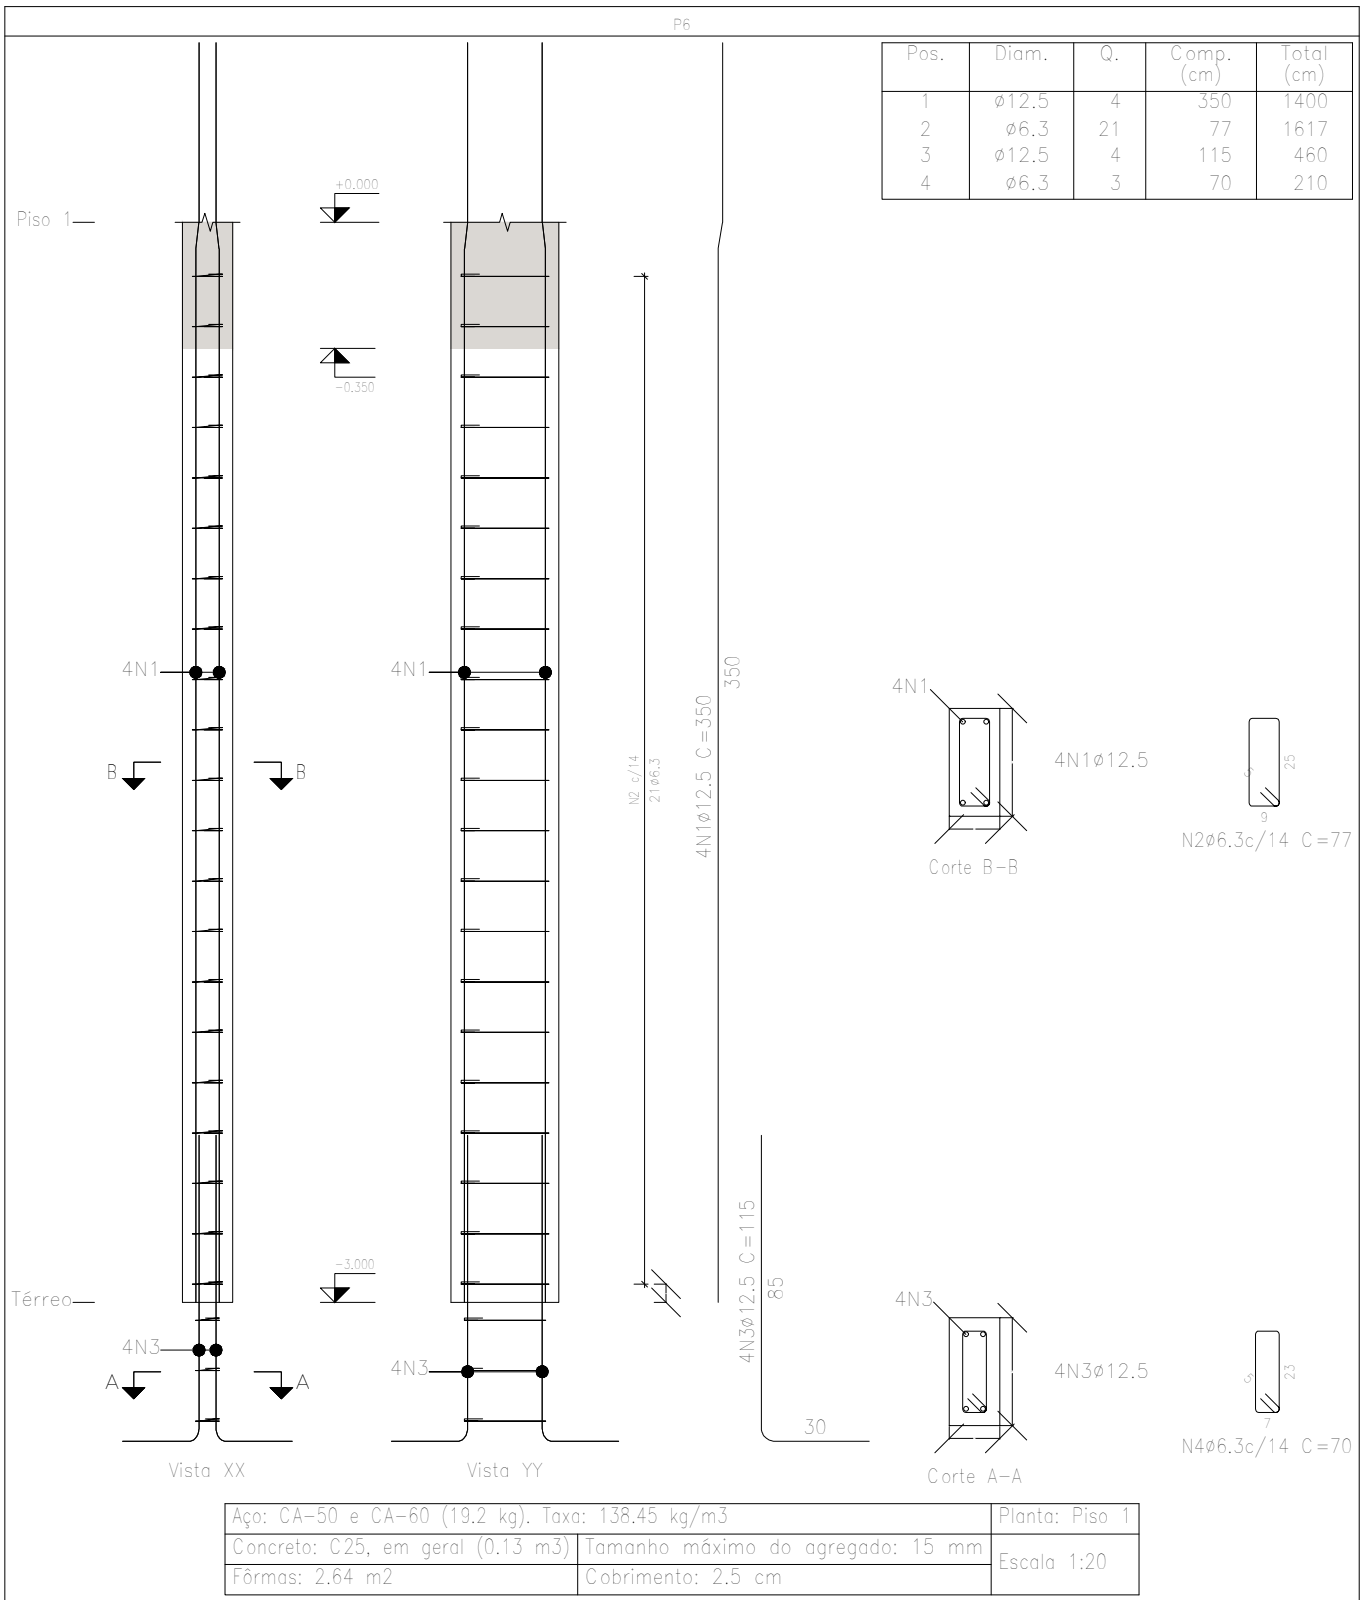 P6
Pos. Diam. Q. Comp. (cm) Total (cm)
1 ø12.5 4 350 1400
2 ø6.3 21 77 1617
3 ø12.5 4 115 460
4 ø6.3 3 70 210
+0.000
Piso 1
-0.350
4N1
4N1
N2 c/14
21ø6.3
4N1ø12.5 C=350
350
4N1
4N1ø12.5
Corte B-B
5
25
9
N2ø6.3c/14 C=77
B
B
-3.000
Térreo
4N3
4N3
A
A
Vista XX
Vista YY
4N3ø12.5 C=115
85
30
4N3
4N3ø12.5
Corte A-A
5
23
7
N4ø6.3c/14 C=70
Aço: CA-50 e CA-60 (19.2 kg). Taxa: 138.45 kg/m3
Planta: Piso 1
Concreto: C25, em geral (0.13 m3)
Tamanho máximo do agregado: 15 mm
Escala 1:20
Fôrmas: 2.64 m2
Cobrimento: 2.5 cm